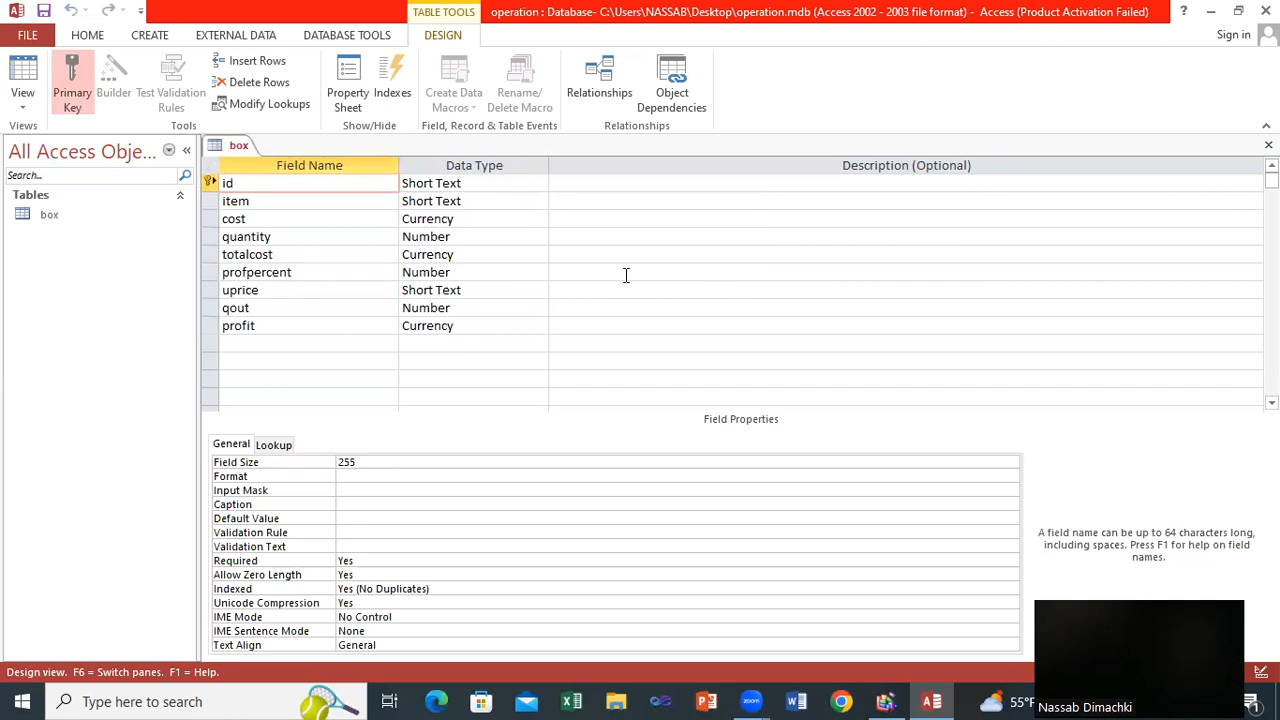 TABLE TOOLS
operation : Database- C:\Users\NASSAB\Desktop\operation.mdb (Access 2002 - 2003 file format) - Access (Product Activation Failed)
?
FILE HOME CREATE EXTERNAL DATA DATABASE TOOLS DESIGN
Sign in
View
Primary Key
Builder
Test Validation Rules
Insert Rows
Delete Rows
Modify Lookups
Property Sheet
Indexes
Create Data Macros
Rename/ Delete Macro
Relationships
Object Dependencies
Views
Tools
Show/Hide
Field, Record & Table Events
Relationships
All Access Obje...
Search...
Tables
box
box
Field Name Data Type Description (Optional)
id Short Text
item Short Text
cost Currency
quantity Number
totalcost Currency
profpercent Number
uprice Short Text
qout Number
profit Currency
Field Properties
General Lookup
Field Size 255
Format
Input Mask
Caption
Default Value
Validation Rule
Validation Text
Required Yes
Allow Zero Length Yes
Indexed Yes (No Duplicates)
Unicode Compression Yes
IME Mode No Control
IME Sentence Mode None
Text Align General
A field name can be up to 64 characters long,
including spaces. Press F1 for help on field
names.
Design view. F6 = Switch panes. F1 = Help.
Type here to search
55°F
Nassab Dimachki
1